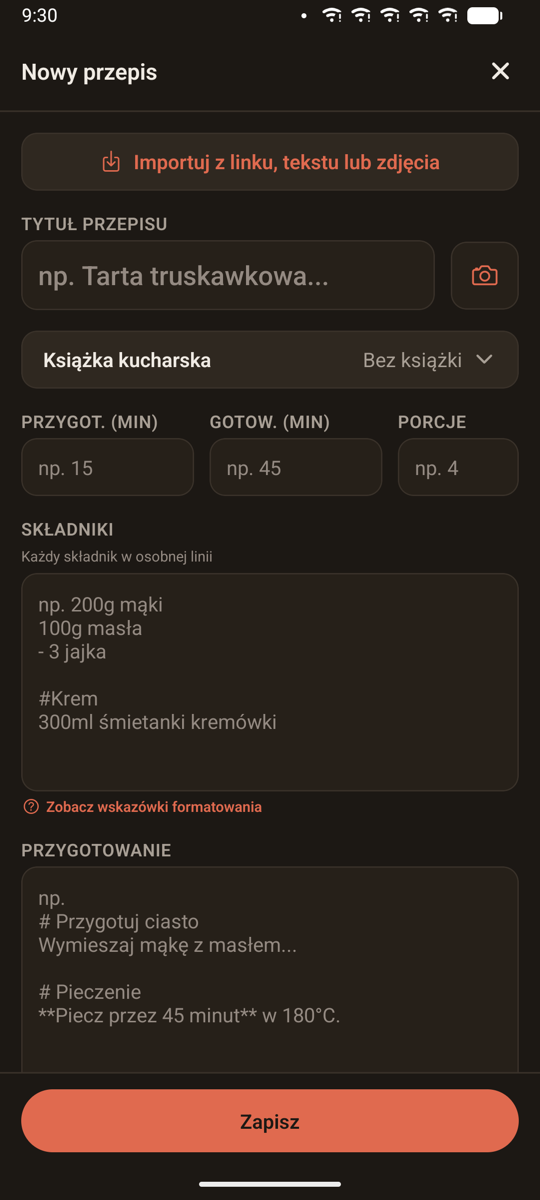 9:30
Nowy przepis
Importuj z linku, tekstu lub zdjęcia
TYTUŁ PRZEPISU
np. Tarta truskawkowa...
Książka kucharska Bez książki
PRZYGOT. (MIN) GOTOW. (MIN) PORCJE
np. 15 np. 45 np. 4
SKŁADNIKI
Każdy składnik w osobnej linii
np. 200g mąki
100g masła
- 3 jajka
#Krem
300ml śmietanki kremówki
Zobacz wskazówki formatowania
PRZYGOTOWANIE
np.
# Przygotuj ciasto
Wymieszaj mąkę z masłem...
# Pieczenie
**Piecz przez 45 minut** w 180°C.
Zapisz